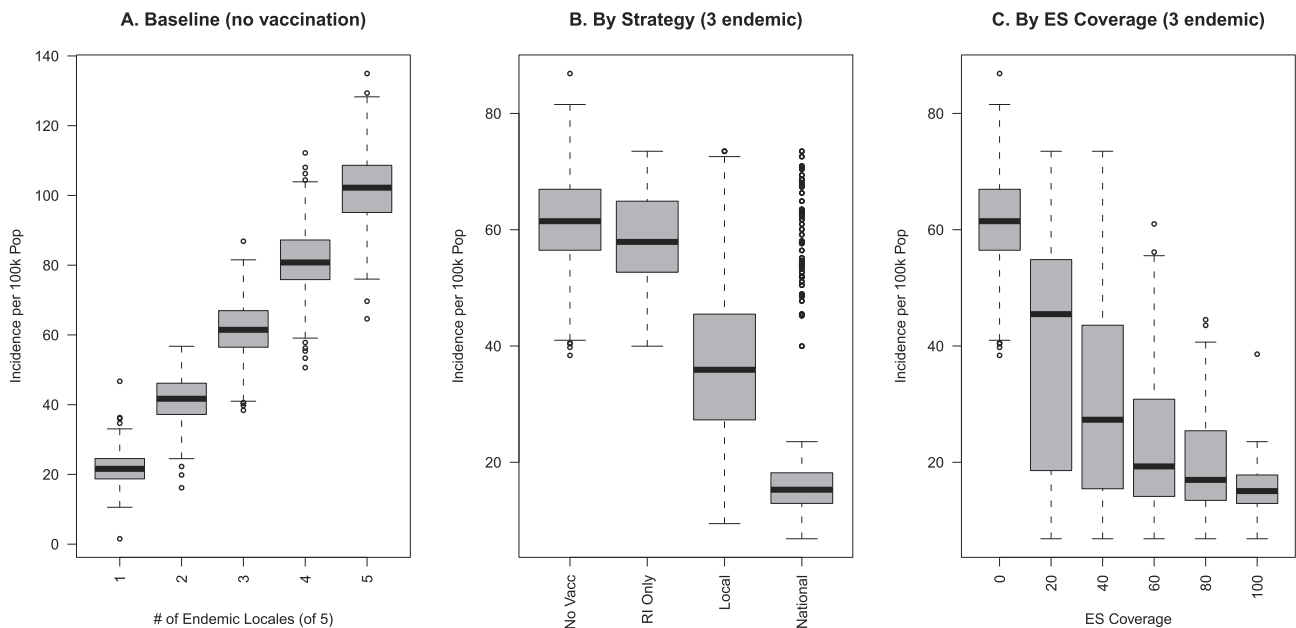 A. Baseline (no vaccination)
Incidence per 100k Pop
140
120
100
80
60
40
20
0
1 2 3 4 5
# of Endemic Locales (of 5)
B. By Strategy (3 endemic)
Incidence per 100k Pop
80
60
40
20
No Vacc
RI Only
Local
National
C. By ES Coverage (3 endemic)
Incidence per 100k Pop
80
60
40
20
0 20 40 60 80 100
ES Coverage